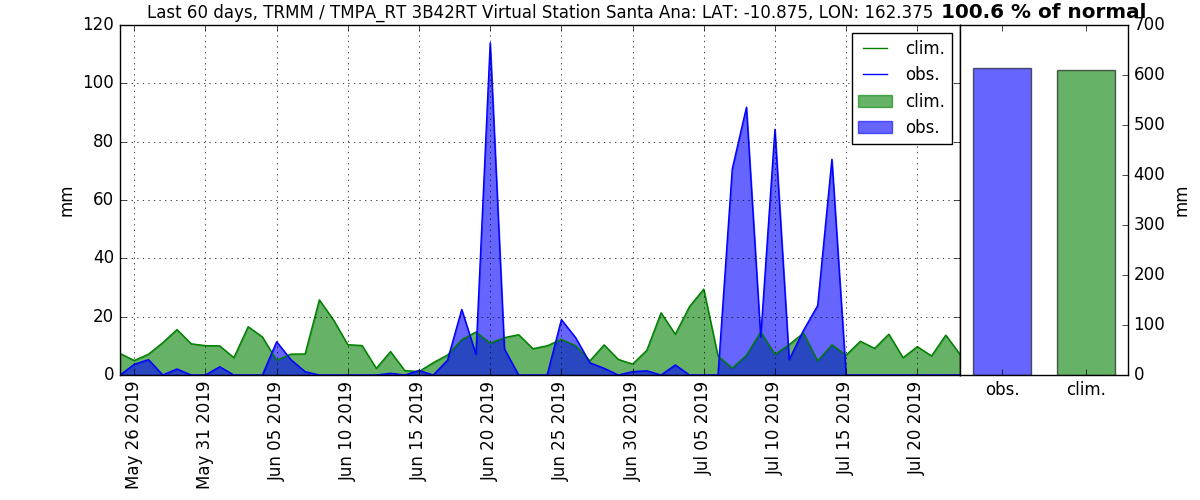 Last 60 days, TRMM / TMPA_RT 3B42RT Virtual Station Santa Ana: LAT: -10.875, LON: 162.375 100.6 % of normal
120
100
80
60
40
20
0
mm
clim.
obs.
clim.
obs.
May 26 2019
May 31 2019
Jun 05 2019
Jun 10 2019
Jun 15 2019
Jun 20 2019
Jun 25 2019
Jun 30 2019
Jul 05 2019
Jul 10 2019
Jul 15 2019
Jul 20 2019
700
600
500
400
300
200
100
0
mm
obs.
clim.